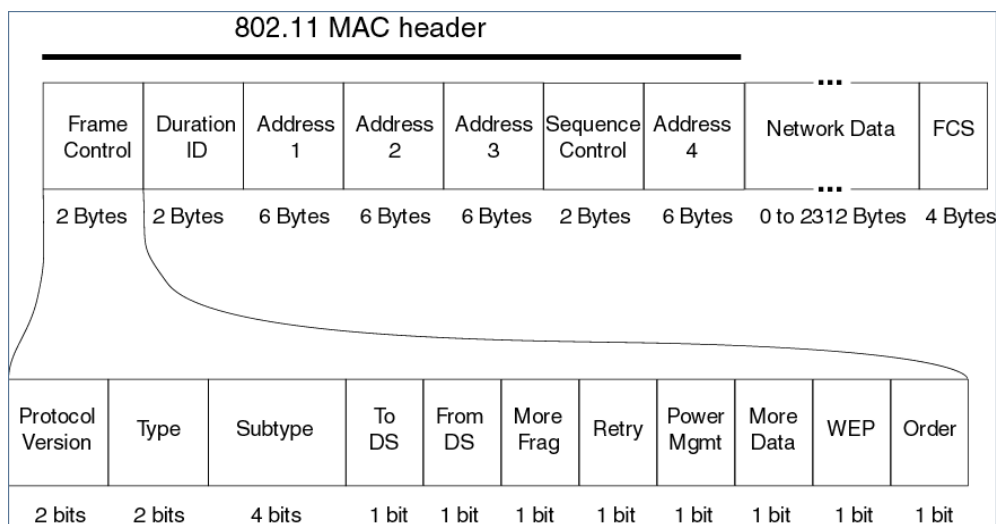 802.11 MAC header
...
Frame Control
Duration ID
Address 1
Address 2
Address 3
Sequence Control
Address 4
Network Data
FCS
...
2 Bytes
2 Bytes
6 Bytes
6 Bytes
6 Bytes
2 Bytes
6 Bytes
0 to 2312 Bytes
4 Bytes
Protocol Version
Type
Subtype
To DS
From DS
More Frag
Retry
Power Mgmt
More Data
WEP
Order
2 bits
2 bits
4 bits
1 bit
1 bit
1 bit
1 bit
1 bit
1 bit
1 bit
1 bit